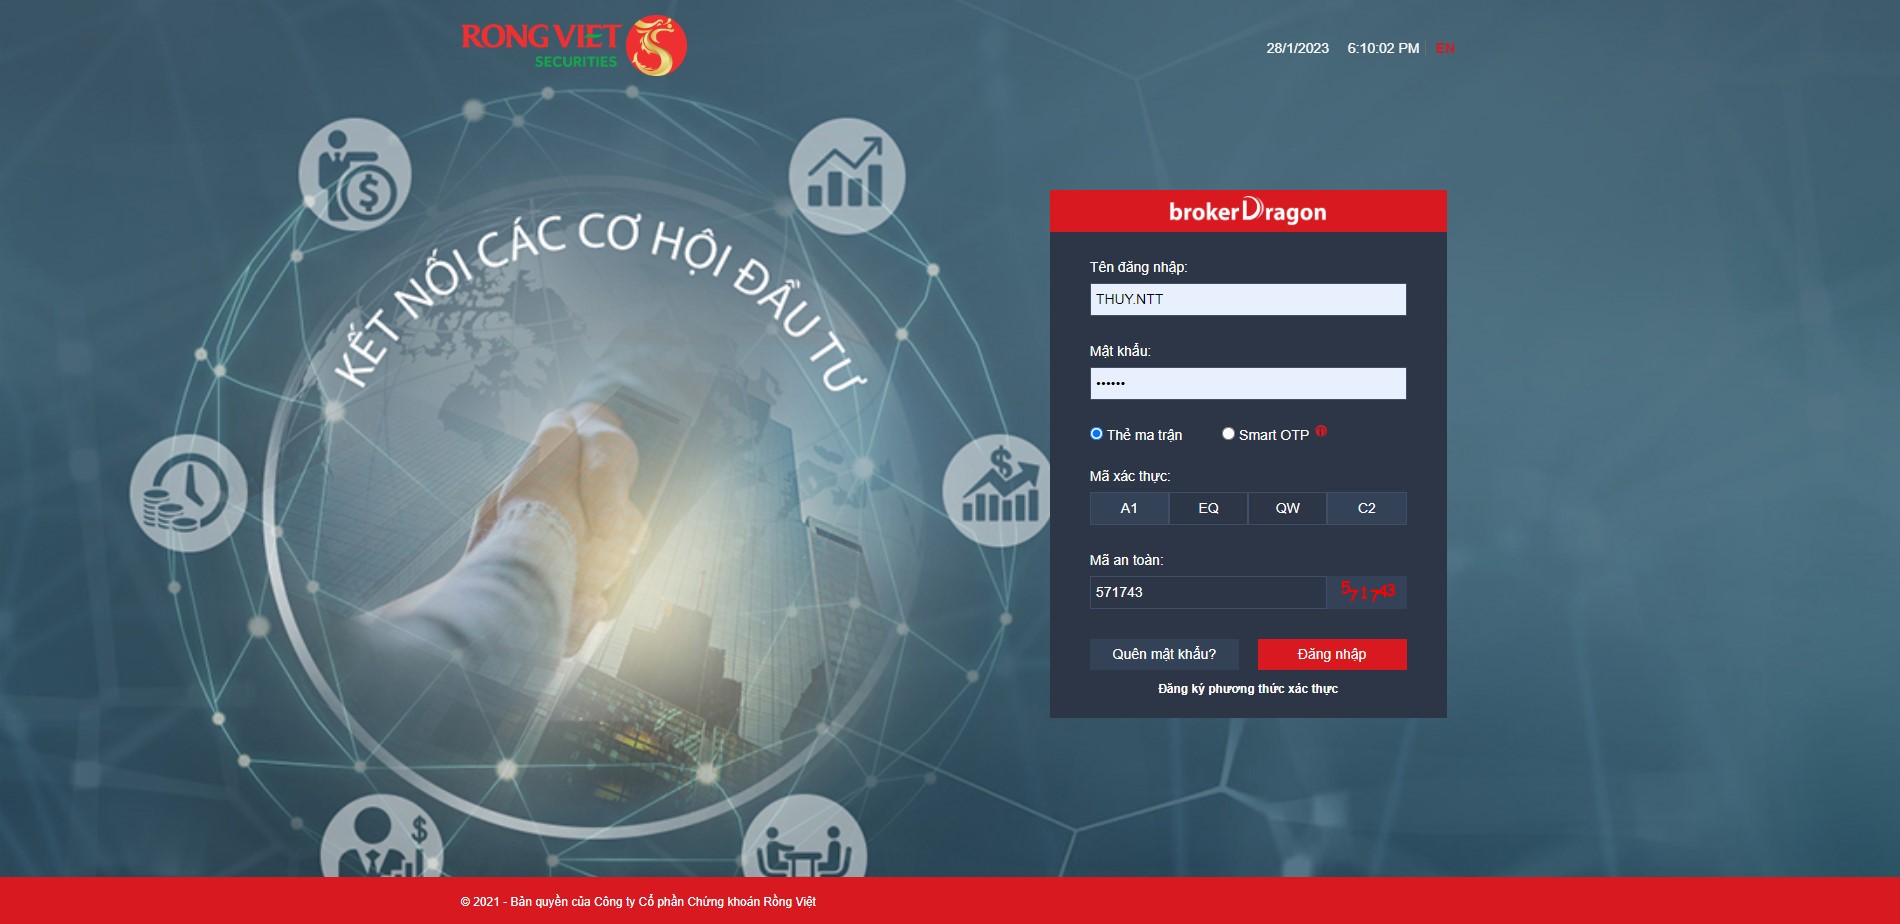 RONG VIET
SECURITIES
28/1/2023 6:10:02 PM EN
KẾT NỐI CÁC CƠ HỘI ĐẦU TƯ
brokerDragon
Tên đăng nhập:
THUY.NTT
Mật khẩu:
••••••
Thẻ ma trận Smart OTP
Mã xác thực:
A1 EQ QW C2
Mã an toàn:
571743 571743
Quên mật khẩu? Đăng nhập
Đăng ký phương thức xác thực
© 2021 - Bản quyền của Công ty Cổ phần Chứng khoán Rồng Việt